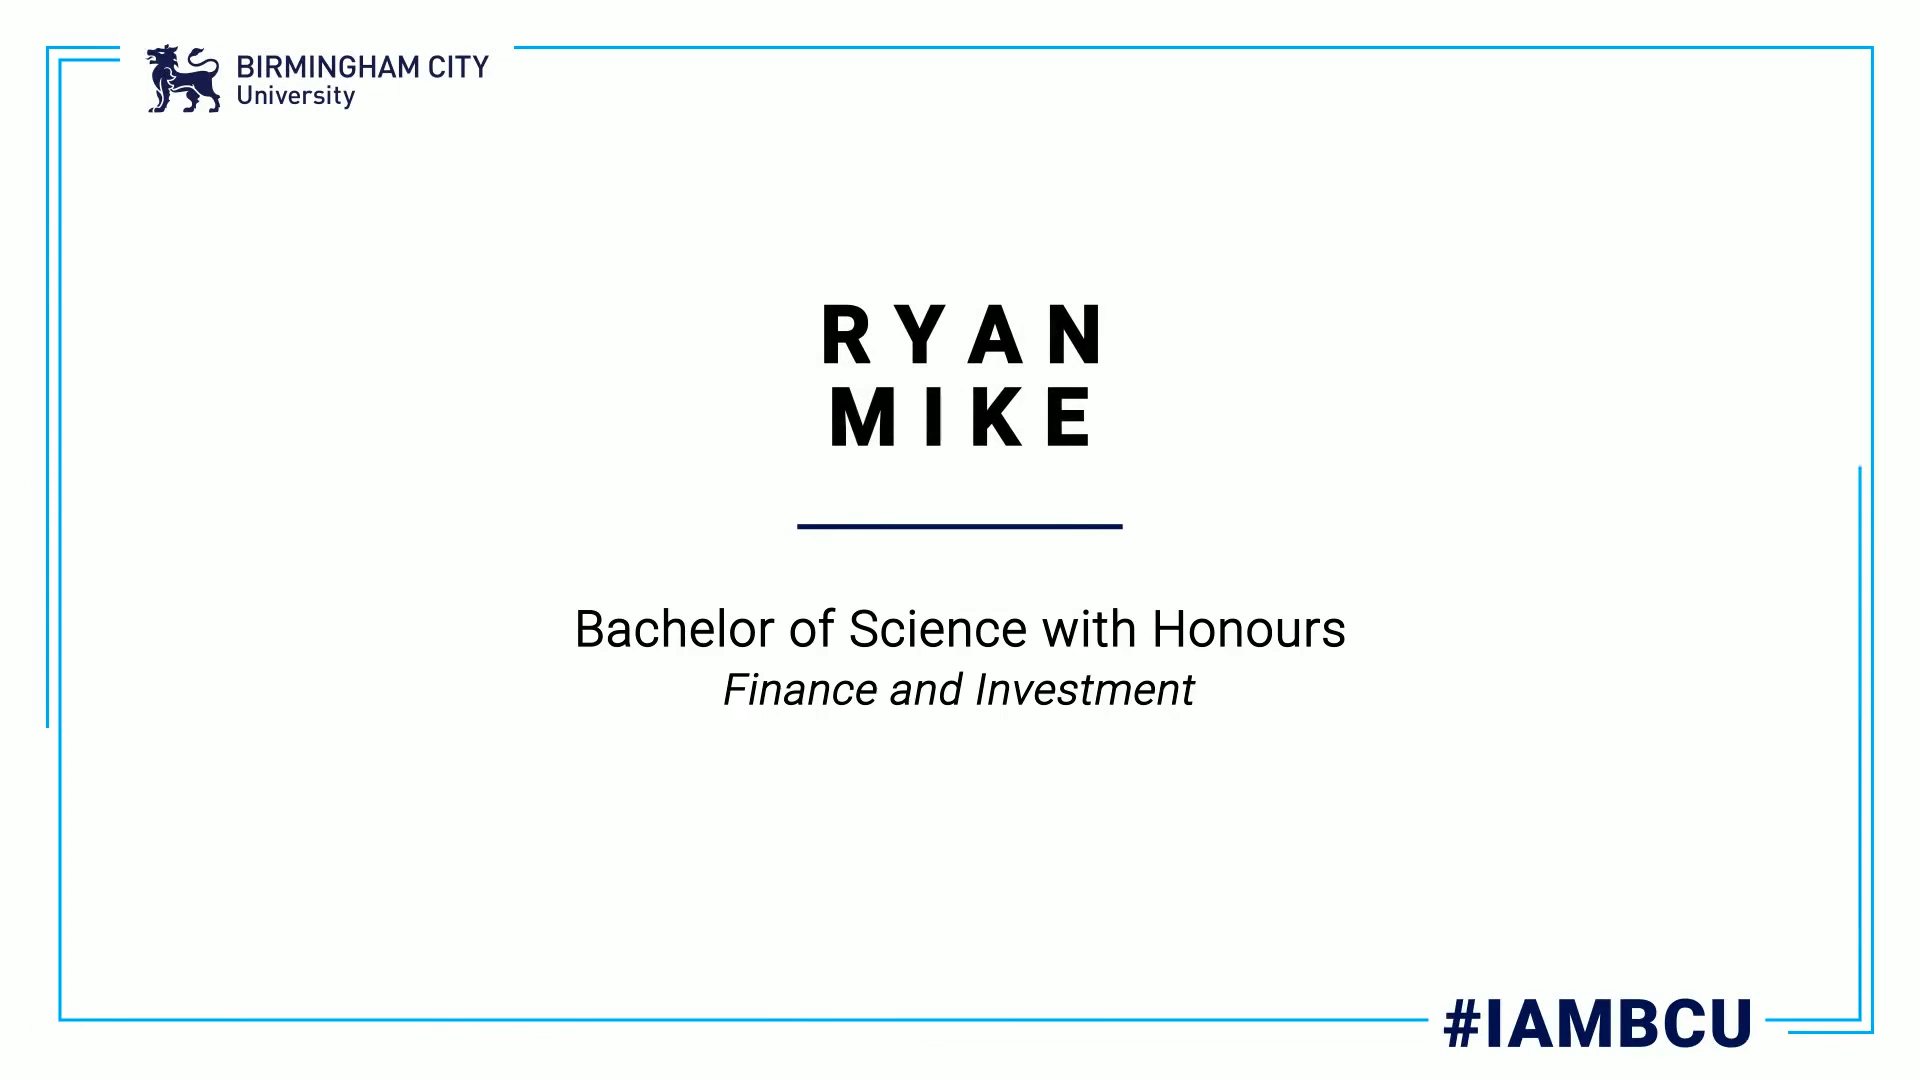 BIRMINGHAM CITY
University
RYAN
MIKE
Bachelor of Science with Honours
Finance and Investment
#IAMBCU